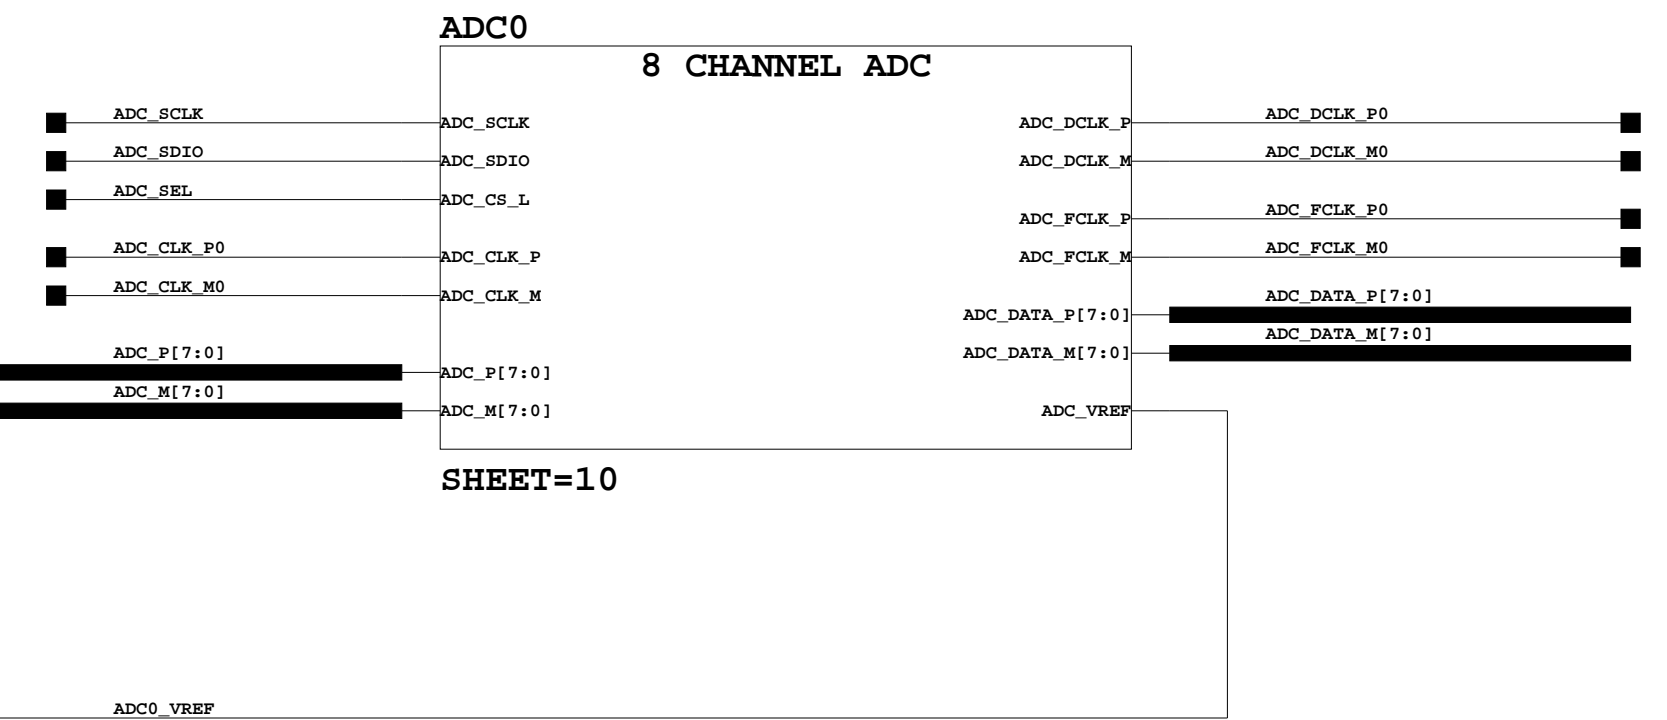 ADC0
8 CHANNEL ADC
ADC_SCLK
ADC_SDIO
ADC_SEL
ADC_CLK_P0
ADC_CLK_M0
ADC_P[7:0]
ADC_M[7:0]
ADC_SCLK
ADC_SDIO
ADC_CS_L
ADC_CLK_P
ADC_CLK_M
ADC_P[7:0]
ADC_M[7:0]
ADC_DCLK_P
ADC_DCLK_M
ADC_FCLK_P
ADC_FCLK_M
ADC_DATA_P[7:0]
ADC_DATA_M[7:0]
ADC_VREF
ADC_DCLK_P0
ADC_DCLK_M0
ADC_FCLK_P0
ADC_FCLK_M0
ADC_DATA_P[7:0]
ADC_DATA_M[7:0]
SHEET=10
ADC0_VREF